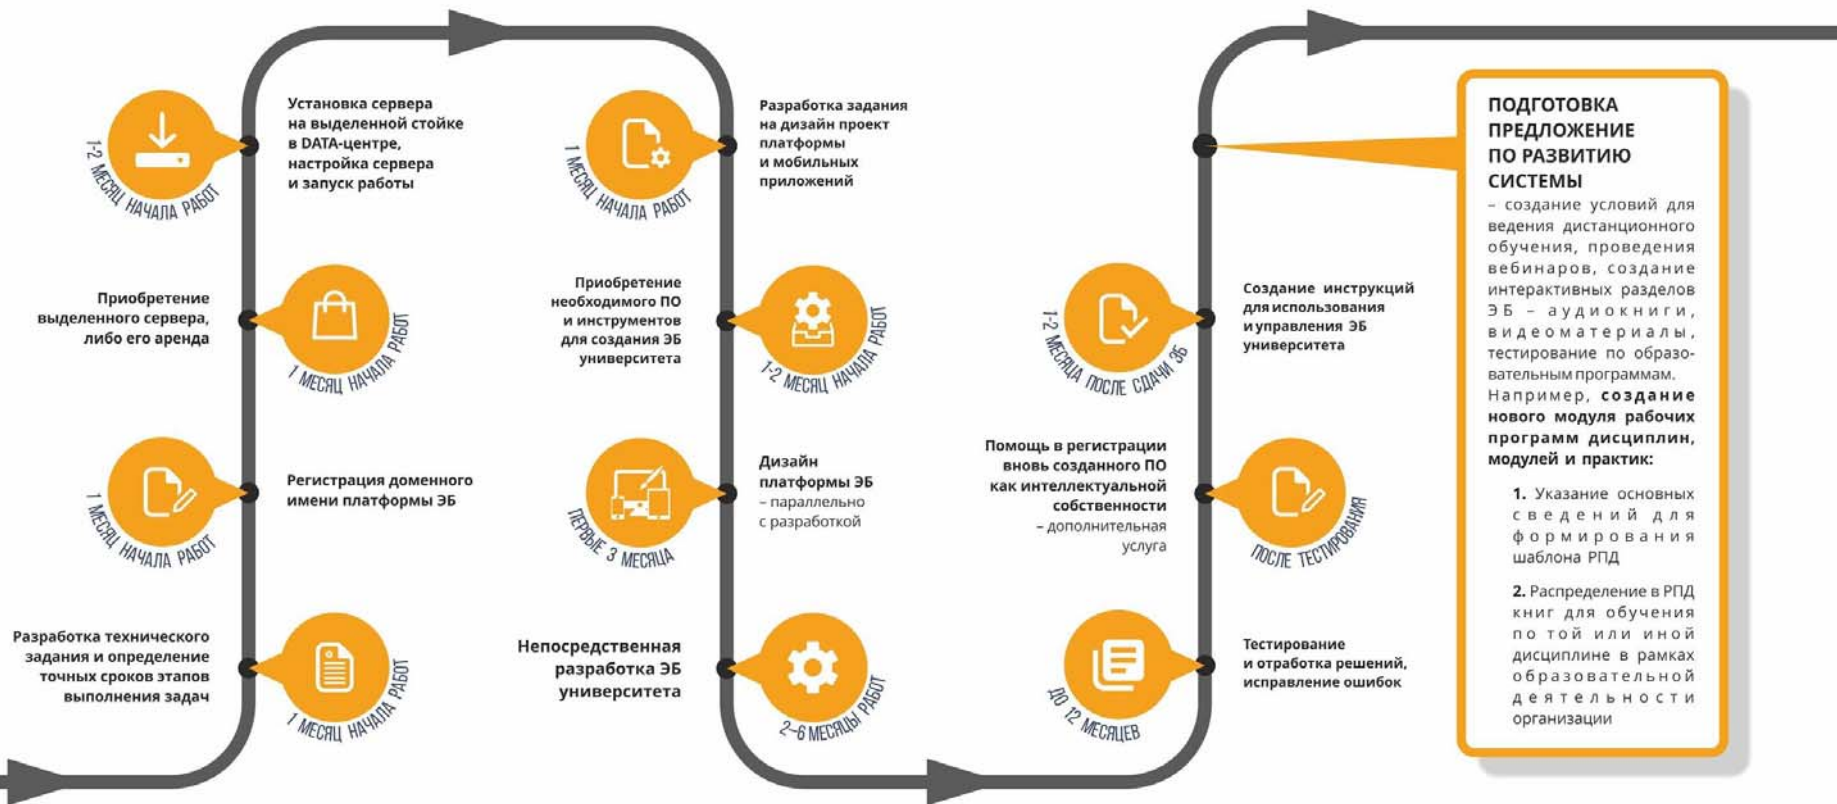 Установка сервера
на выделенной стойке
в DATA-центре,
настройка сервера
и запуск работы
1-2 МЕСЯЦ НАЧАЛА РАБОТ
Приобретение
выделенного сервера,
либо его аренда
1 МЕСЯЦ НАЧАЛА РАБОТ
Регистрация доменного
имени платформы ЭБ
1 МЕСЯЦ НАЧАЛА РАБОТ
Разработка технического
задания и определение
точных сроков этапов
выполнения задач
1 МЕСЯЦ НАЧАЛА РАБОТ
Разработка задания
на дизайн проект
платформы
и мобильных
приложений
1 МЕСЯЦ НАЧАЛА РАБОТ
Приобретение
необходимого ПО
и инструментов
для создания ЭБ
университета
1-2 МЕСЯЦ НАЧАЛА РАБОТ
Дизайн
платформы ЭБ
– параллельно
с разработкой
ПЕРВЫЕ 3 МЕСЯЦА
Непосредственная
разработка ЭБ
университета
2–6 МЕСЯЦЫ РАБОТ
Создание инструкций
для использования
и управления ЭБ
университета
1-2 МЕСЯЦА ПОСЛЕ СДАЧИ ЭБ
Помощь в регистрации
вновь созданного ПО
как интеллектуальной
собственности
– дополнительная
услуга
ПОСЛЕ ТЕСТИРОВАНИЯ
Тестирование
и отработка решений,
исправление ошибок
ДО 12 МЕСЯЦЕВ
ПОДГОТОВКА
ПРЕДЛОЖЕНИЕ
ПО РАЗВИТИЮ
СИСТЕМЫ
– создание условий для
ведения дистанционного
обучения, проведения
вебинаров, создание
интерактивных разделов
ЭБ – аудиокниги,
видеоматериалы,
тестирование по образо-
вательным программам.
Например, создание
нового модуля рабочих
программ дисциплин,
модулей и практик:
1. Указание основных
сведений для
формирования
шаблона РПД
2. Распределение в РПД
книг для обучения
по той или иной
дисциплине в рамках
образовательной
деятельности
организации